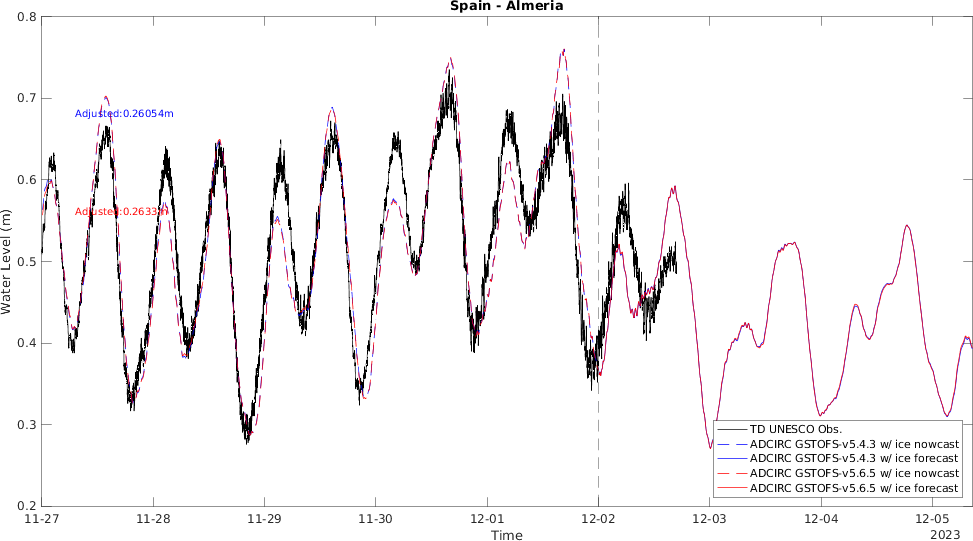 Spain - Almeria
0.8
0.7
0.6
0.5
0.4
0.3
0.2
Water Level (m)
Adjusted:0.26054m
Adjusted:0.2633m
TD UNESCO Obs.
ADCIRC GSTOFS-v5.4.3 w/ ice nowcast
ADCIRC GSTOFS-v5.4.3 w/ ice forecast
ADCIRC GSTOFS-v5.6.5 w/ ice nowcast
ADCIRC GSTOFS-v5.6.5 w/ ice forecast
11-27 11-28 11-29 11-30 12-01 12-02 12-03 12-04 12-05
Time
2023